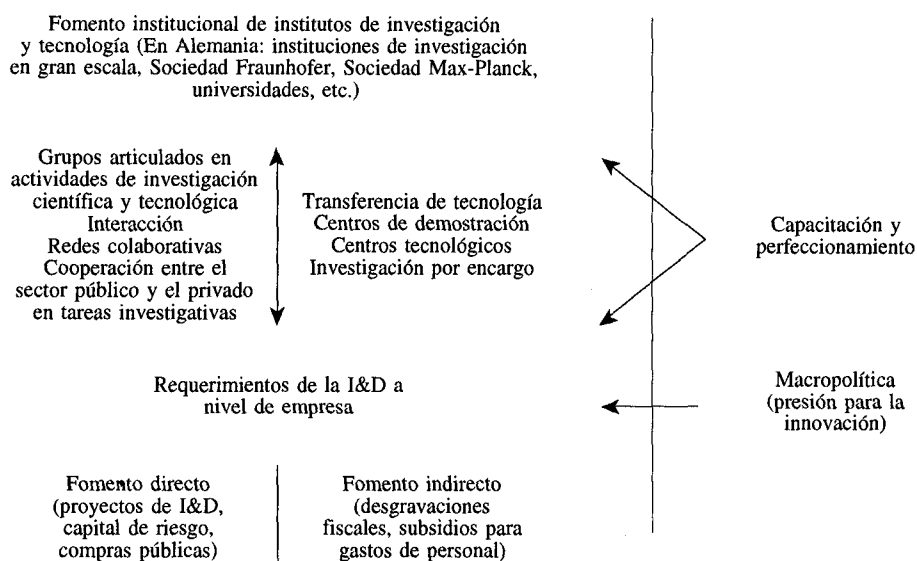 Fomento institucional de institutos de investigación
y tecnología (En Alemania: instituciones de investigación
en gran escala, Sociedad Fraunhofer, Sociedad Max-Planck,
universidades, etc.)
Grupos articulados en
actividades de investigación
científica y tecnológica
Interacción
Redes colaborativas
Cooperación entre el
sector público y el privado
en tareas investigativas
Transferencia de tecnología
Centros de demostración
Centros tecnológicos
Investigación por encargo
Capacitación y
perfeccionamiento
Requerimientos de la I&D a
nivel de empresa
Macropolítica
(presión para la
innovación)
Fomento directo
(proyectos de I&D,
capital de riesgo,
compras públicas)
Fomento indirecto
(desgravaciones
fiscales, subsidios para
gastos de personal)